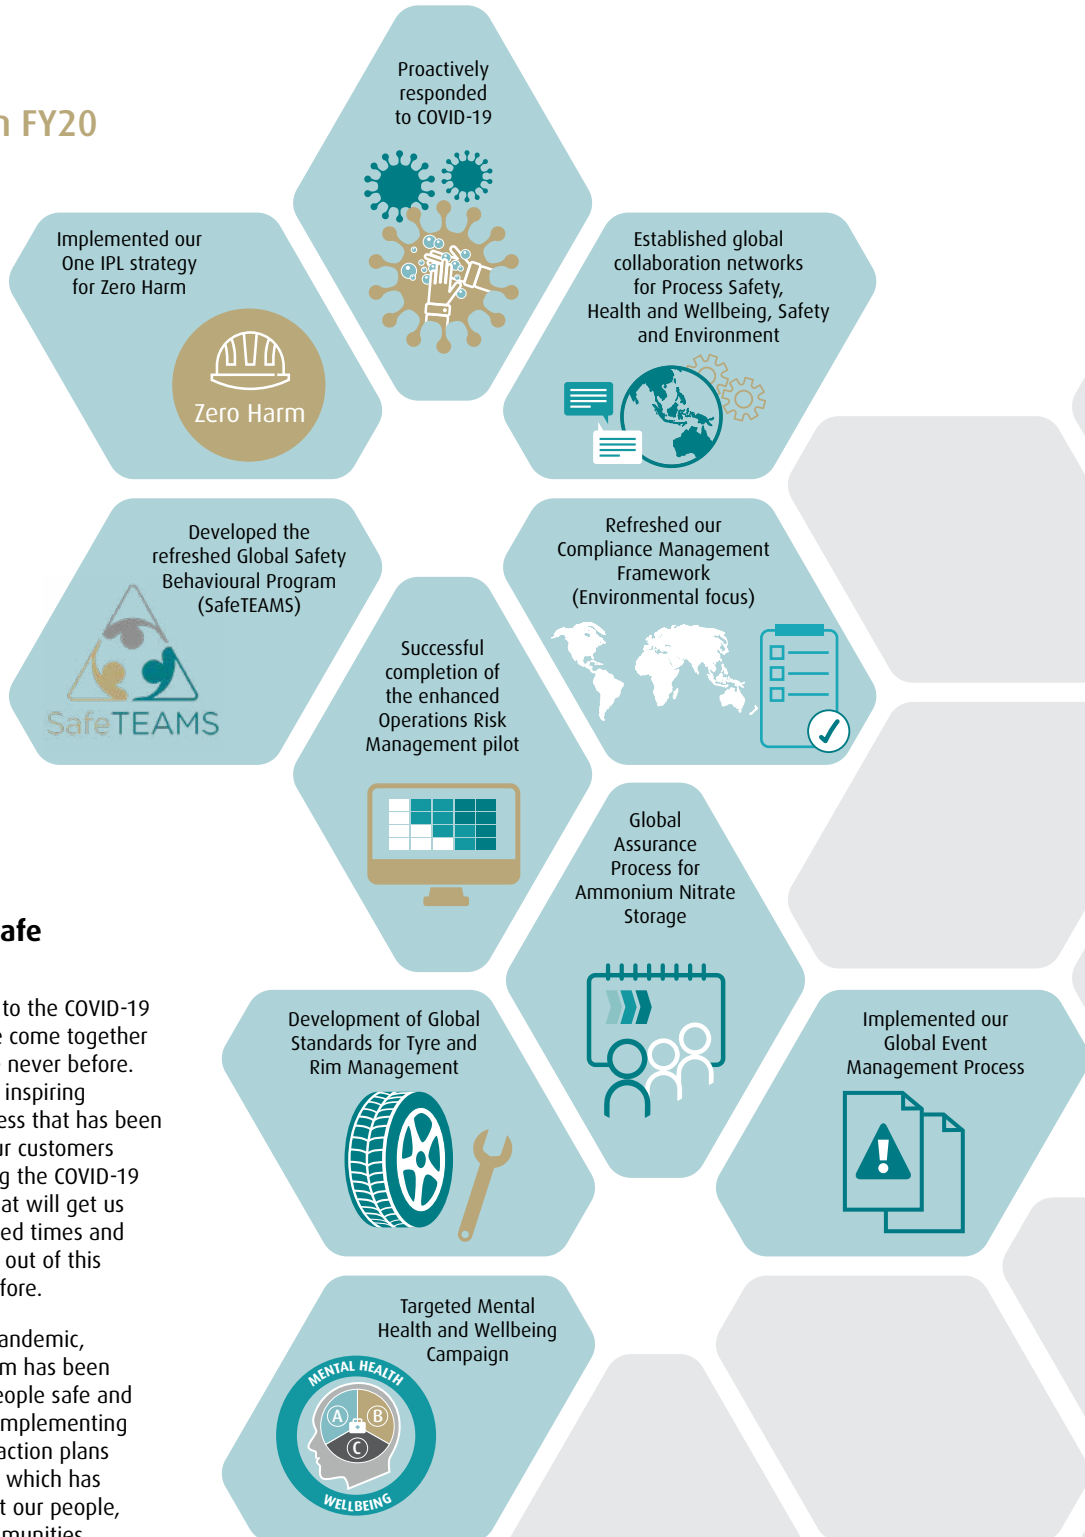 n FY20
Proactively
responded
to COVID-19
Implemented our
One IPL strategy
for Zero Harm
Zero Harm
Established global
collaboration networks
for Process Safety,
Health and Wellbeing, Safety
and Environment
Developed the
refreshed Global Safety
Behavioural Program
(SafeTEAMS)
SafeTEAMS
Successful
completion of
the enhanced
Operations Risk
Management pilot
Refreshed our
Compliance Management
Framework
(Environmental focus)
Global
Assurance
Process for
Ammonium Nitrate
Storage
Development of Global
Standards for Tyre and
Rim Management
Implemented our
Global Event
Management Process
Targeted Mental
Health and Wellbeing
Campaign
MENTAL HEALTH
A
B
C
WELLBEING
afe
to the COVID-19
e come together
e never before.
inspiring
ess that has been
ur customers
g the COVID-19
at will get us
ed times and
out of this
fore.
andemic,
m has been
eople safe and
mplementing
action plans
which has
t our people,
munities